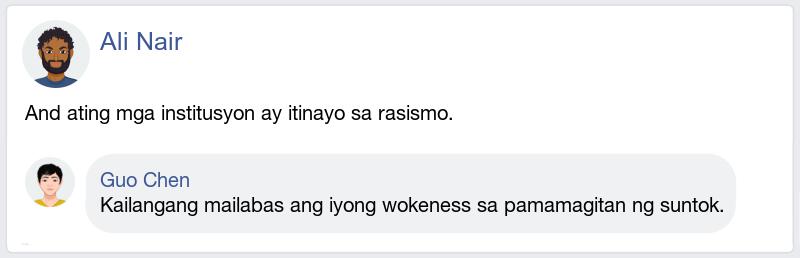 Ali Nair
And ating mga institusyon ay itinayo sa rasismo.
Guo Chen
Kailangang mailabas ang iyong wokeness sa pamamagitan ng suntok.